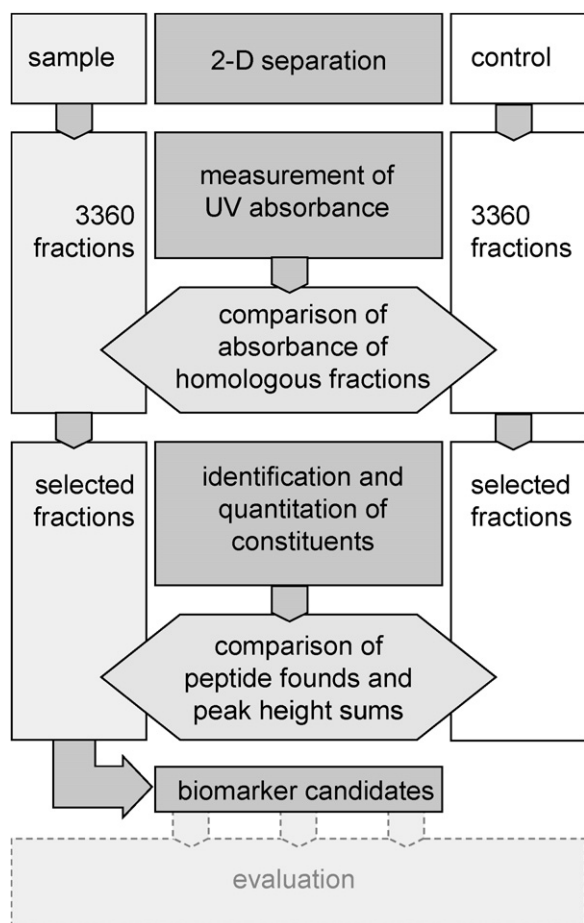 sample
2-D separation
control
3360
fractions
measurement of
UV absorbance
3360
fractions
comparison of
absorbance of
homologous fractions
selected
fractions
identification and
quantitation of
constituents
selected
fractions
comparison of
peptide founds and
peak height sums
biomarker candidates
evaluation